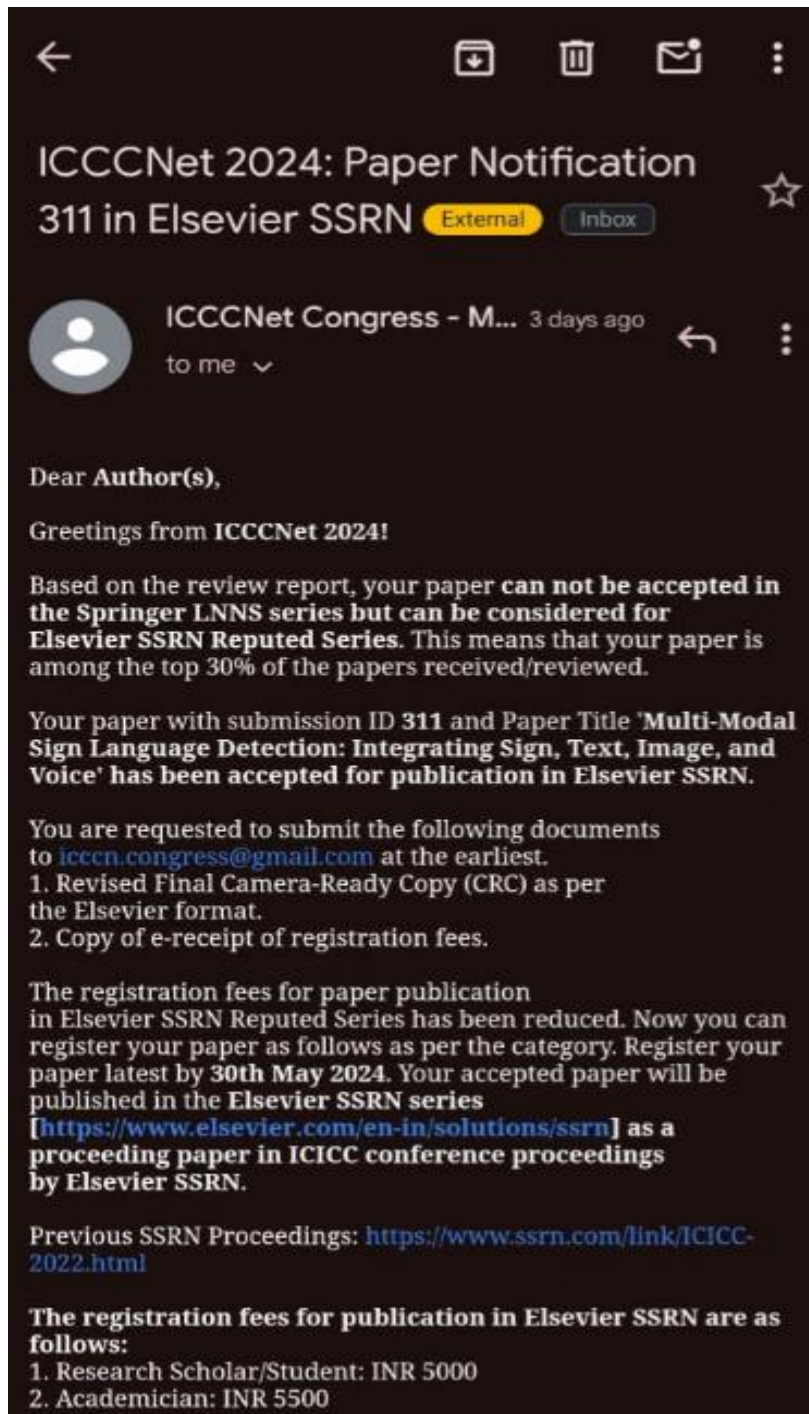 ICCCNet 2024: Paper Notification
311 in Elsevier SSRN External Inbox
ICCCNet Congress - M... 3 days ago
to me
Dear Author(s),
Greetings from ICCCNet 2024!
Based on the review report, your paper can not be accepted in
the Springer LNNS series but can be considered for
Elsevier SSRN Reputed Series. This means that your paper is
among the top 30% of the papers received/reviewed.
Your paper with submission ID 311 and Paper Title 'Multi-Modal
Sign Language Detection: Integrating Sign, Text, Image, and
Voice' has been accepted for publication in Elsevier SSRN.
You are requested to submit the following documents
to icccn.congress@gmail.com at the earliest.
1. Revised Final Camera-Ready Copy (CRC) as per
the Elsevier format.
2. Copy of e-receipt of registration fees.
The registration fees for paper publication
in Elsevier SSRN Reputed Series has been reduced. Now you can
register your paper as follows as per the category. Register your
paper latest by 30th May 2024. Your accepted paper will be
published in the Elsevier SSRN series
[https://www.elsevier.com/en-in/solutions/ssrn] as a
proceeding paper in ICICC conference proceedings
by Elsevier SSRN.
Previous SSRN Proceedings: https://www.ssrn.com/link/ICICC-
2022.html
The registration fees for publication in Elsevier SSRN are as
follows:
1. Research Scholar/Student: INR 5000
2. Academician: INR 5500